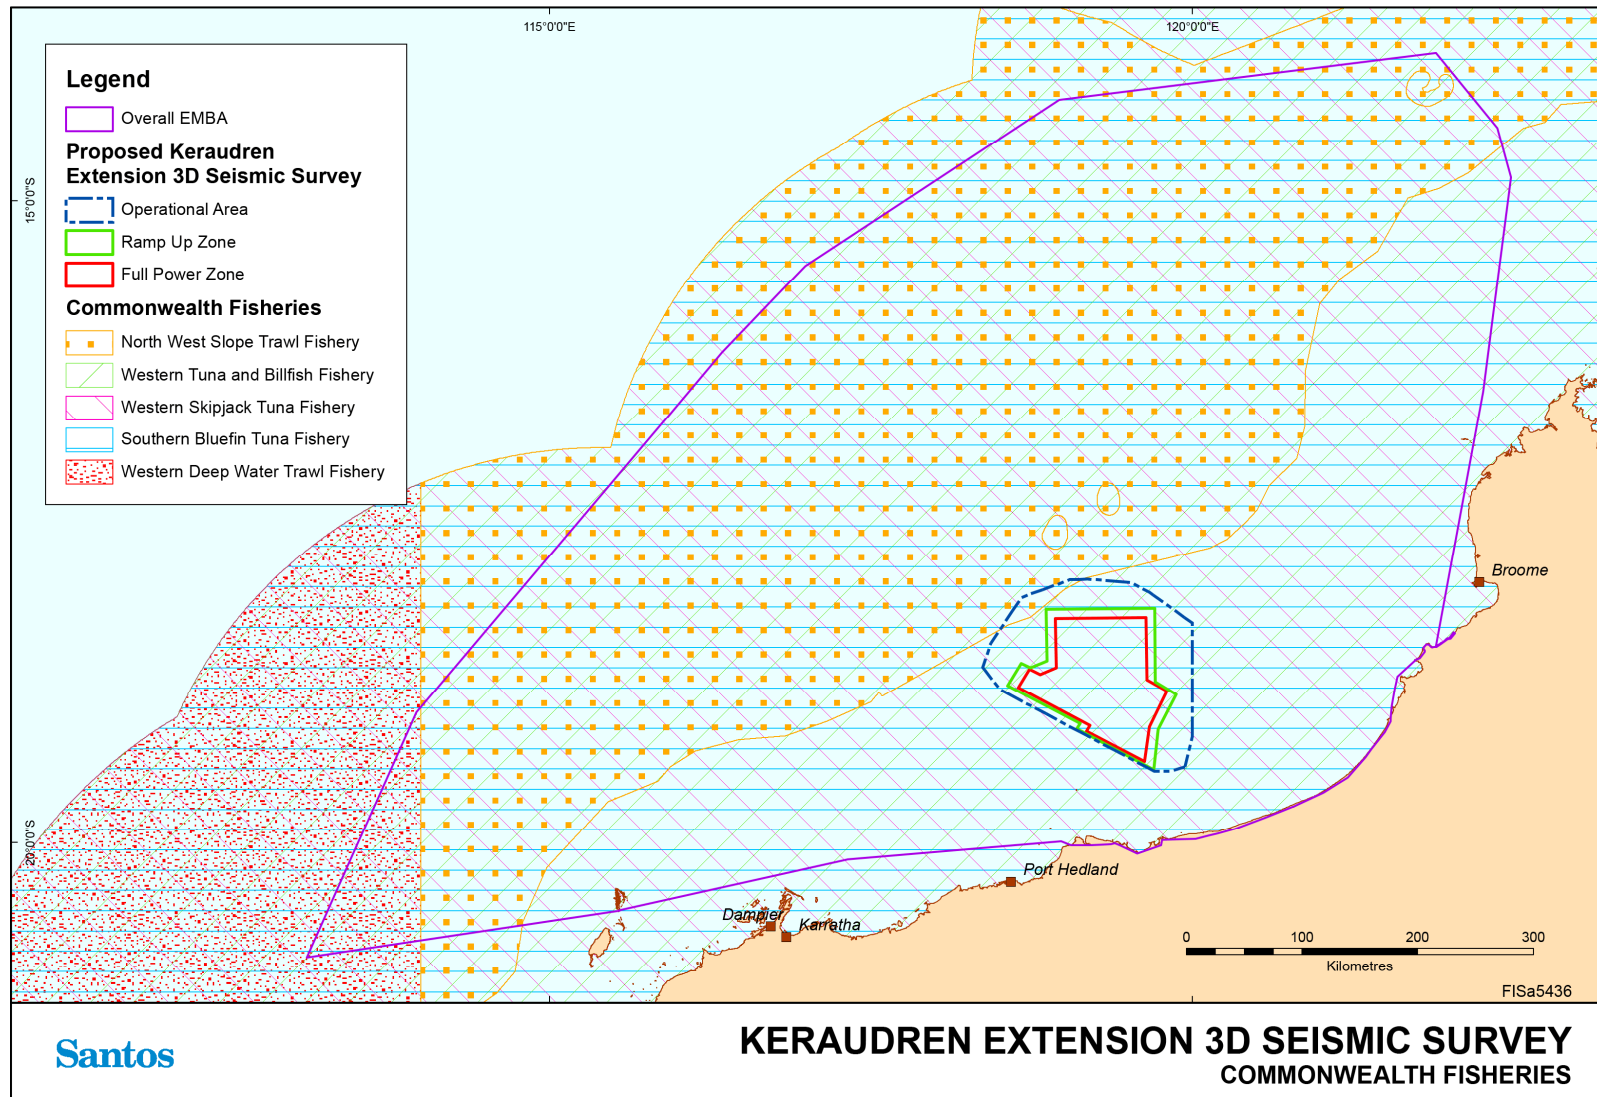 115°0'0"E
120°0'0"E
15°0'0"S
20°0'0"S
Legend
Overall EMBA
Proposed Keraudren
Extension 3D Seismic Survey
Operational Area
Ramp Up Zone
Full Power Zone
Commonwealth Fisheries
North West Slope Trawl Fishery
Western Tuna and Billfish Fishery
Western Skipjack Tuna Fishery
Southern Bluefin Tuna Fishery
Western Deep Water Trawl Fishery
Broome
Port Hedland
Dampier
Karratha
0 100 200 300
Kilometres
FISa5436
Santos
KERAUDREN EXTENSION 3D SEISMIC SURVEY
COMMONWEALTH FISHERIES